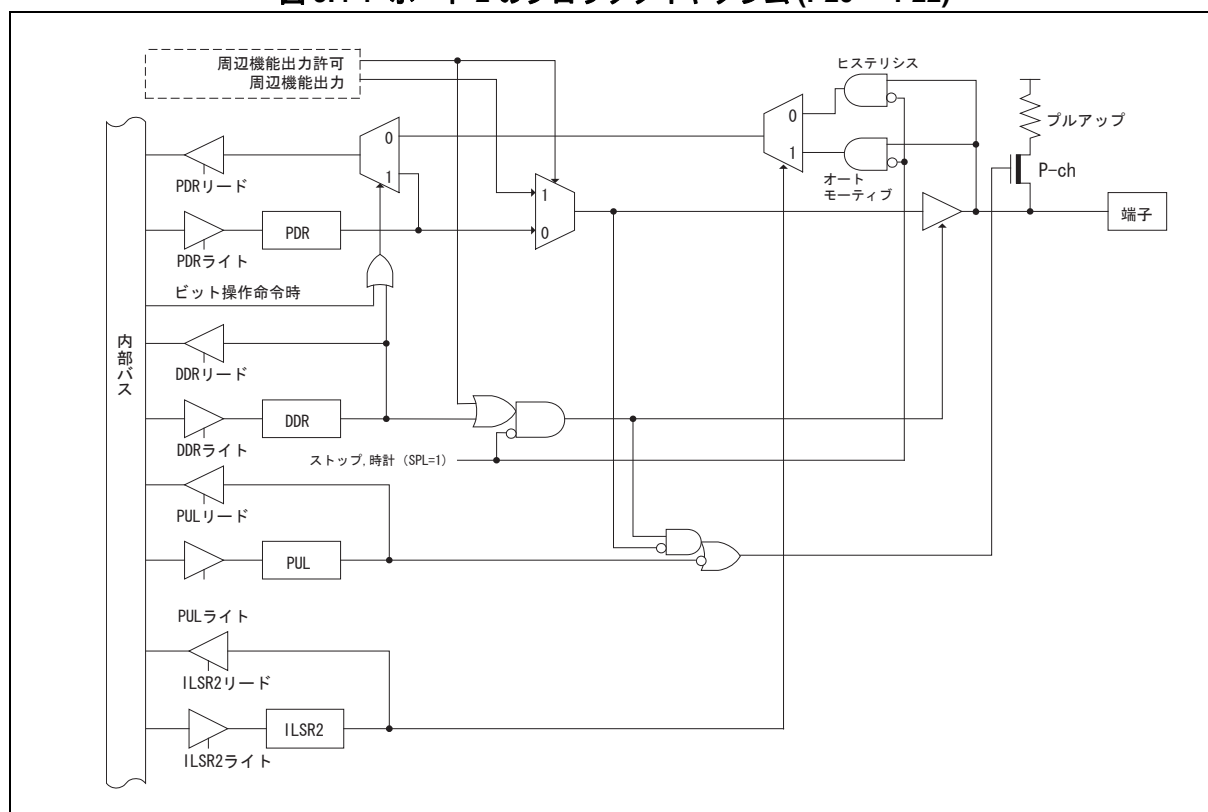 周辺機能出力許可
周辺機能出力
ヒステリシス
プルアップ
0
1
0
1
P-ch
オート
モーティブ
1
0
端子
PDRリード
PDR
PDRライト
ビット操作命令時
内部バス
DDRリード
DDR
DDRライト
ストップ,時計 (SPL=1)
PULリード
PUL
PULライト
ILSR2リード
ILSR2
ILSR2ライト